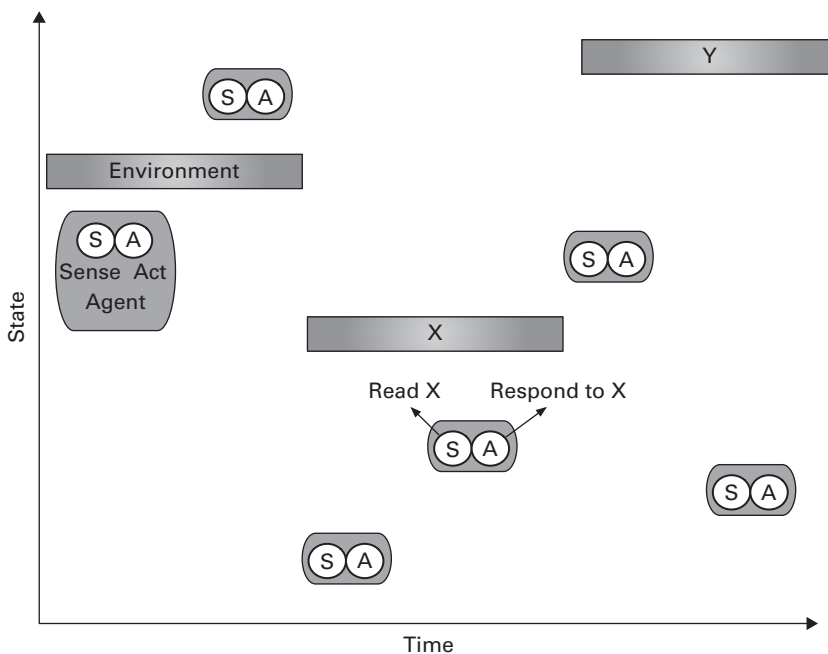 Y
S A
Environment
S A
Sense Act
Agent
S A
State
X
Read X
Respond to X
S A
S A
S A
Time